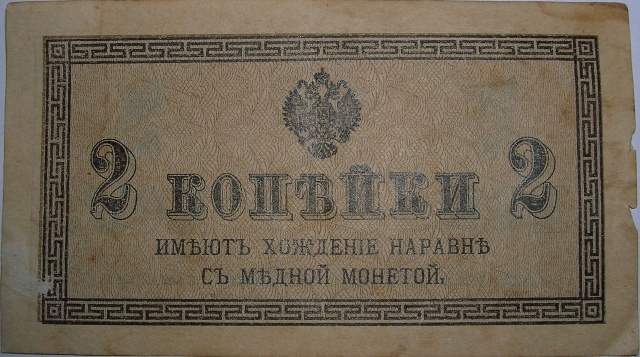 2 КОПѢЙКИ 2
ИМѢЮТЪ ХОЖДЕНІЕ НАРАВНѢ
СЪ МѢДНОЙ МОНЕТОЙ.